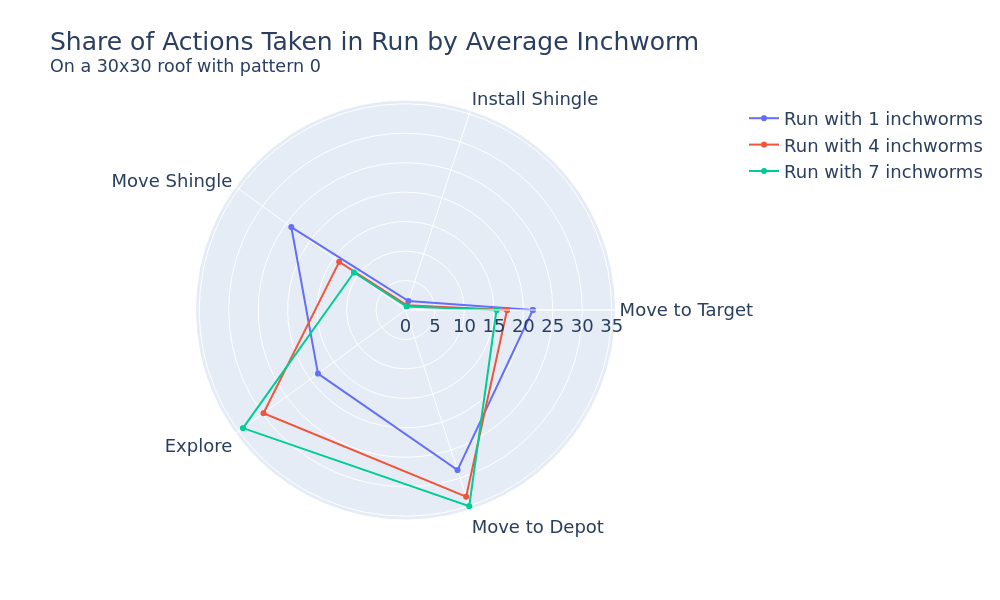 Share of Actions Taken in Run by Average Inchworm
On a 30x30 roof with pattern 0
Install Shingle
Run with 1 inchworms
Run with 4 inchworms
Run with 7 inchworms
Move Shingle
Move to Target
0 5 10 15 20 25 30 35
Explore
Move to Depot